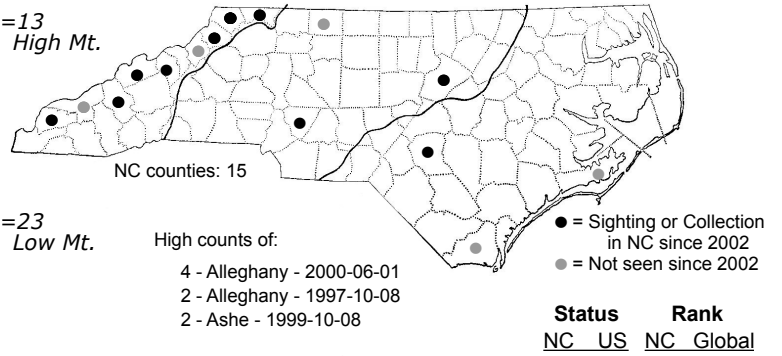 =13
High Mt.
NC counties: 15
=23
Low Mt.
High counts of:
4 - Alleghany - 2000-06-01
2 - Alleghany - 1997-10-08
2 - Ashe - 1999-10-08
= Sighting or Collection
in NC since 2002
= Not seen since 2002
Status Rank
NC US NC Global